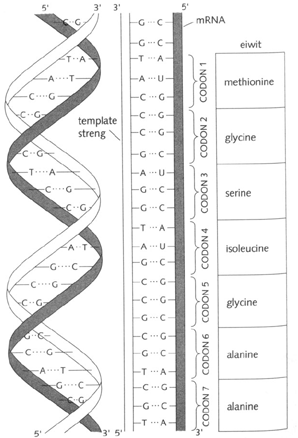 3' 5' 3' 5'
mRNA
C G
G···C
G···C
T·A
T···A
A····T
A···U
C···G
C···G
CODON 1
eiwit
methionine
C··G
C···G
C···G
C··G
G···C
CODON 2
template
streng
glycine
T···A
A···U
C···G
G···C
C··G
C···G
CODON 3
serine
T···A
A··T
A···U
G···C
G···C
CODON 4
isoleucine
C···G
C···G
C··G
C···G
CODON 5
glycine
G·C
C···G
C···G
G···C
A···T
T···A
CODON 6
alanine
G···C
C···G
C·G
G···C
T···A
CODON 7
alanine
5' 3' 5' 3'